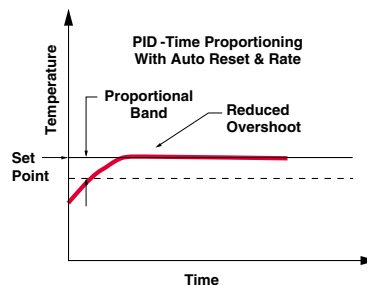 PID -Time Proportioning
With Auto Reset & Rate
Temperature
Proportional
Band
Reduced
Overshoot
Set
Point
Time